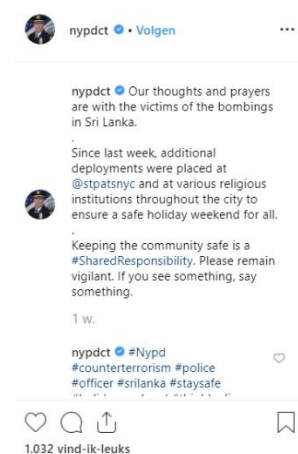 nypdct • Volgen
nypdct Our thoughts and prayers
are with the victims of the bombings
in Sri Lanka.
.
Since last week, additional
deployments were placed at
@stpatsnyc and at various religious
institutions throughout the city to
ensure a safe holiday weekend for all.
.
Keeping the community safe is a
#SharedResponsibility. Please remain
vigilant. If you see something, say
something.
1 w.
nypdct #Nypd
#counterterrorism #police
#officer #srilanka #staysafe
1.032 vind-ik-leuks